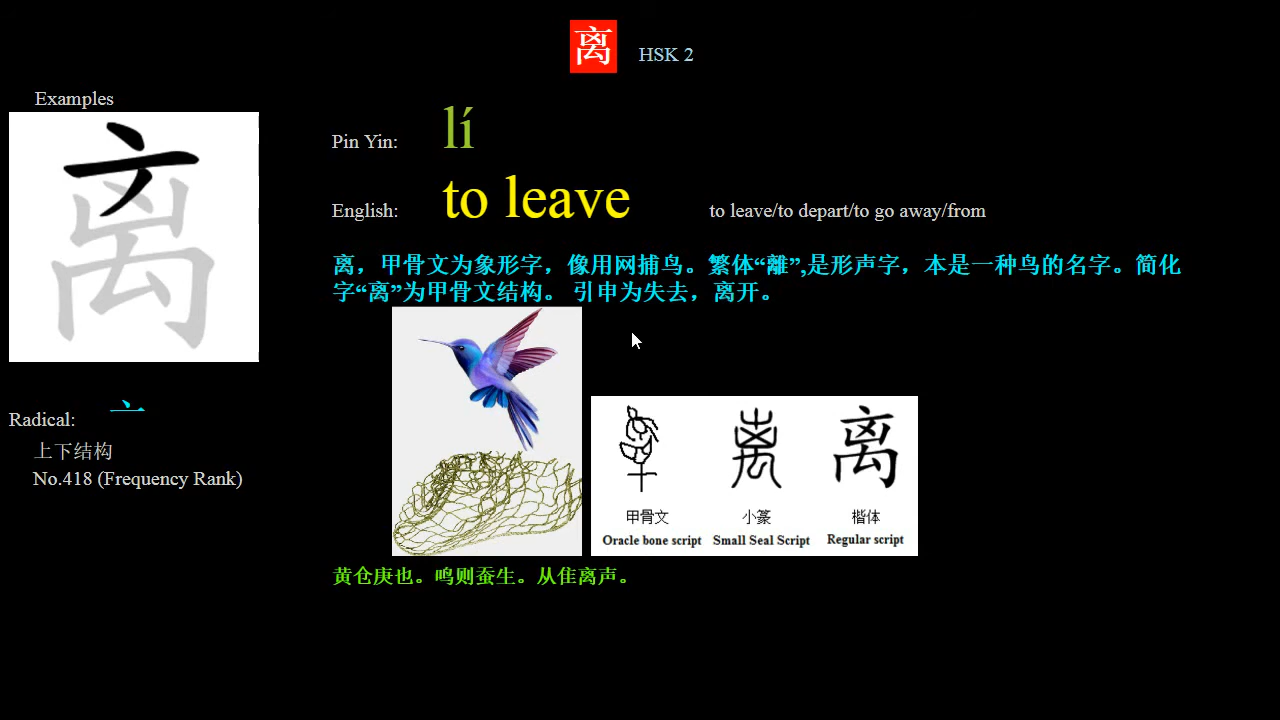 离 HSK 2
Examples
离
Pin Yin: lí
English: to leave to leave/to depart/to go away/from
离，甲骨文为象形字，像用网捕鸟。繁体“離”,是形声字，本是一种鸟的名字。简化
字“离”为甲骨文结构。 引申为失去，离开。
Radical: 亠
上下结构
No.418 (Frequency Rank)
离
甲骨文 小篆 楷体
Oracle bone script Small Seal Script Regular script
黄仓庚也。鸣则蚕生。从隹离声。